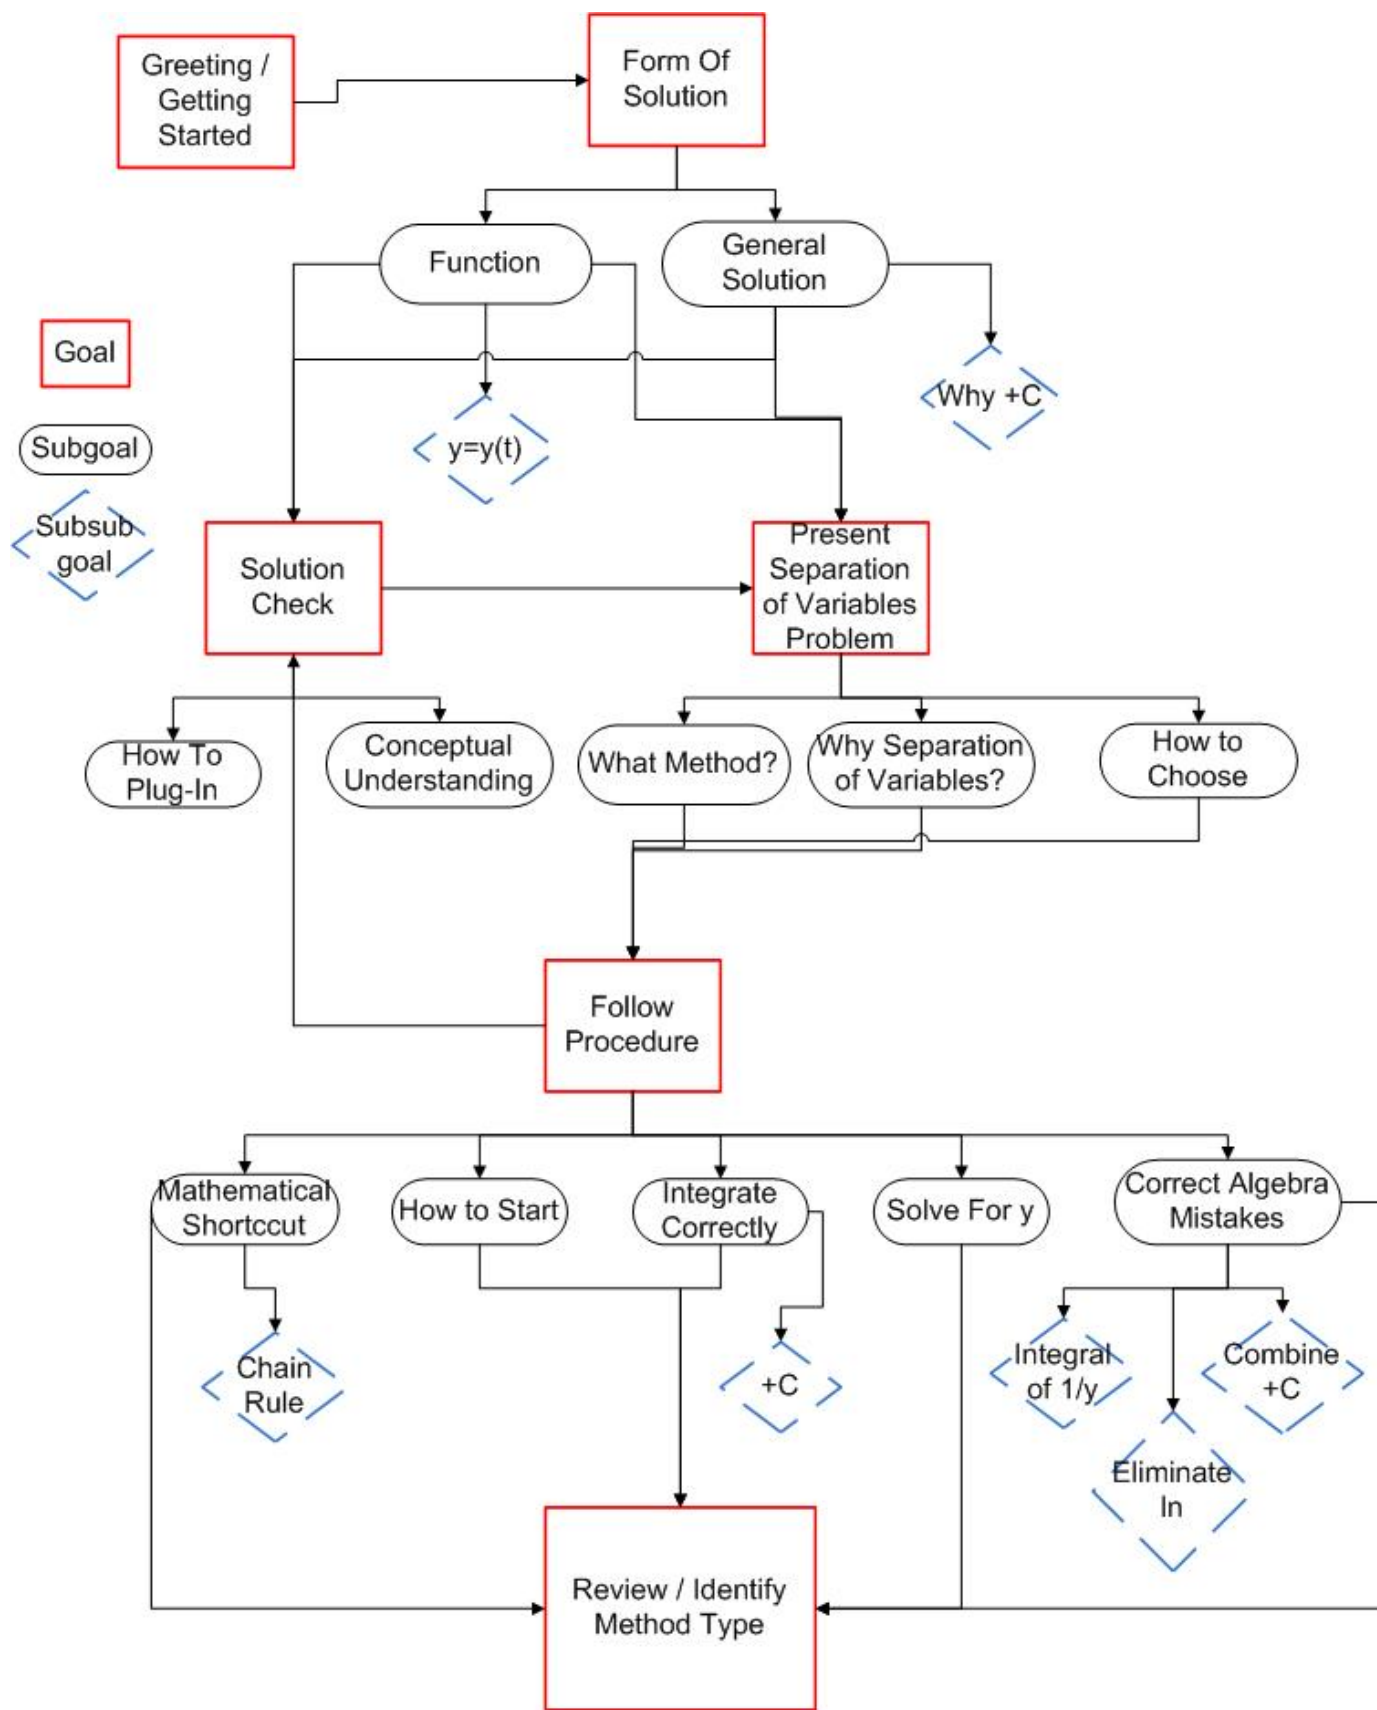 Greeting /
Getting
Started
Form Of
Solution
Function
General
Solution
Goal
Why +C
Subgoal
y=y(t)
Subsub
goal
Solution
Check
Present
Separation
of Variables
Problem
How To
Plug-In
Conceptual
Understanding
What Method?
Why Separation
of Variables?
How to
Choose
Follow
Procedure
Mathematical
Shortccut
How to Start
Integrate
Correctly
Solve For y
Correct Algebra
Mistakes
Chain
Rule
+C
Integral
of 1/y
Combine
+C
Eliminate
ln
Review / Identify
Method Type